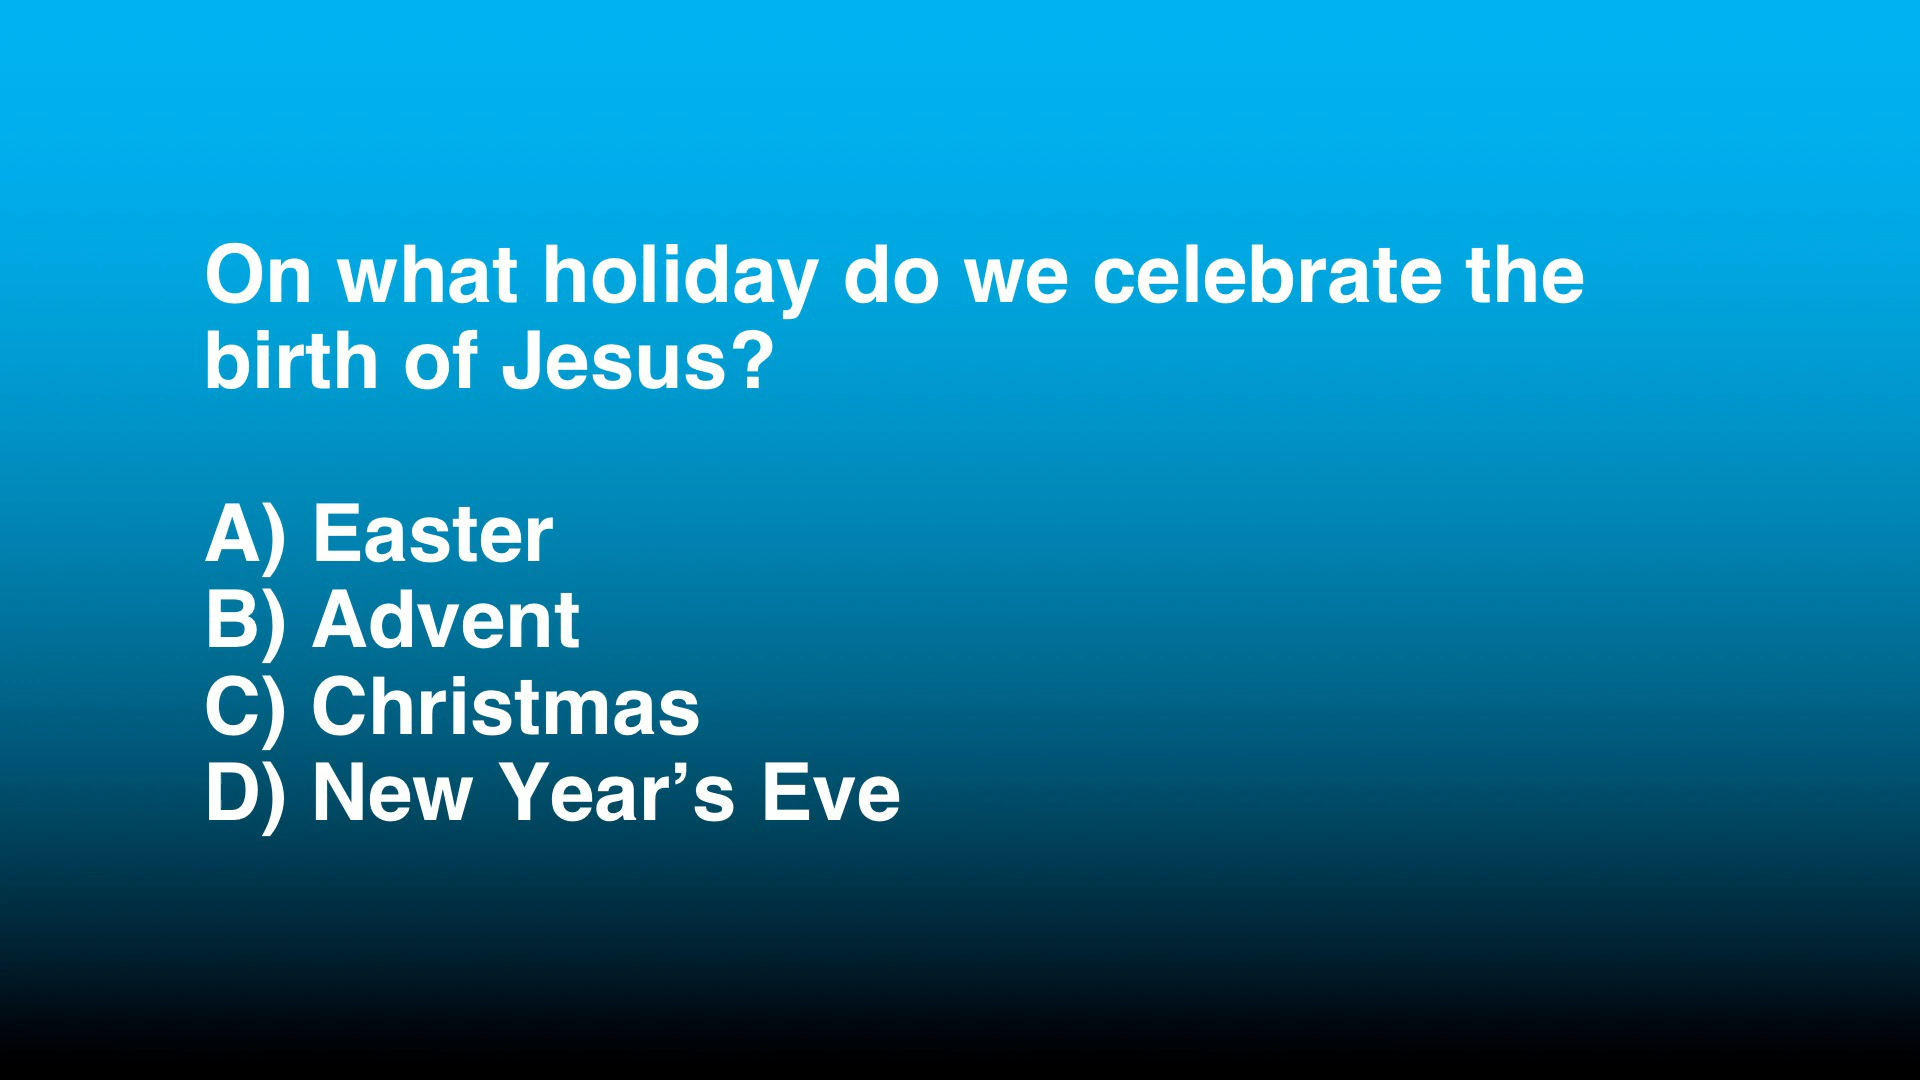 On what holiday do we celebrate the
birth of Jesus?
A) Easter
B) Advent
C) Christmas
D) New Year’s Eve